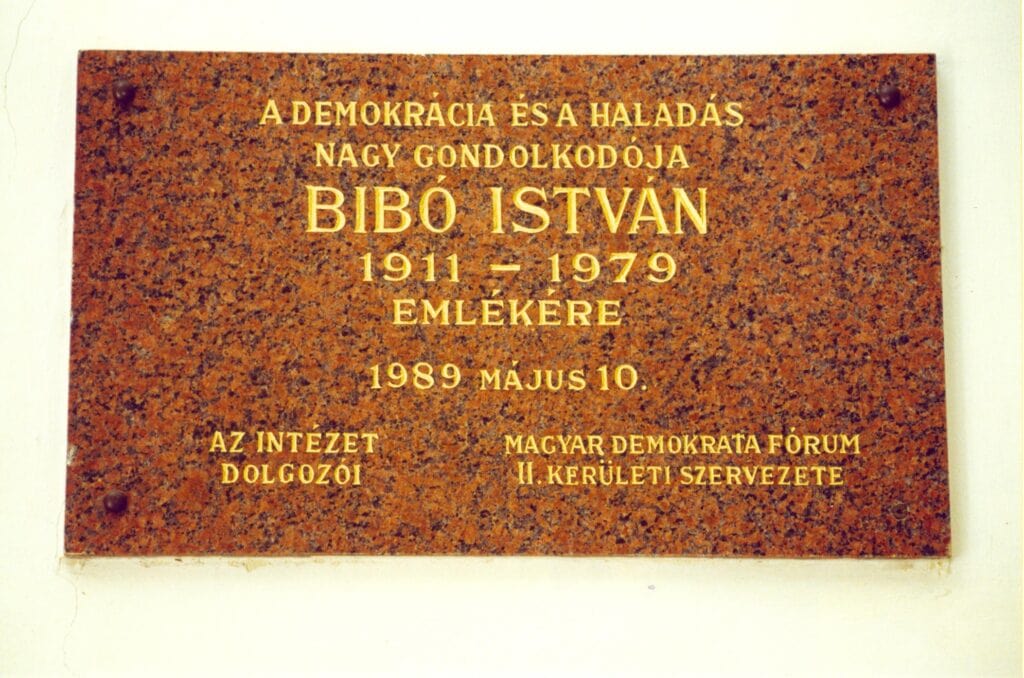 A DEMOKRÁCIA ÉS A HALADÁS
NAGY GONDOLKODÓJA
BIBÓ ISTVÁN
1911 – 1979
EMLÉKÉRE
1989 MÁJUS 10.
AZ INTÉZET
DOLGOZÓI
MAGYAR DEMOKRATA FÓRUM
II. KERÜLETI SZERVEZETE